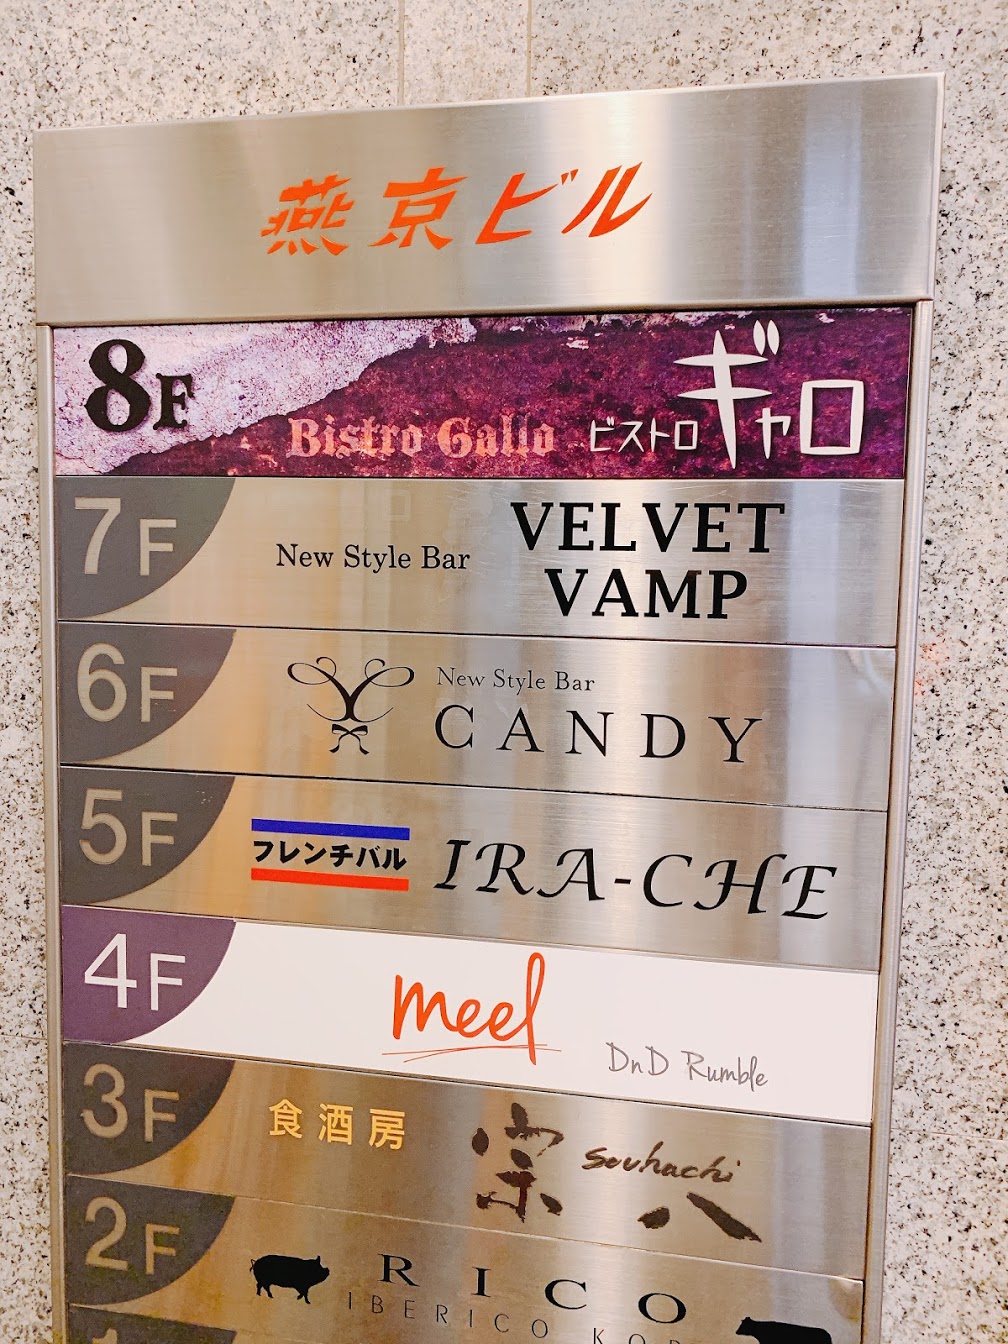 燕京ビル
8F Bistro Gallo ビストロ ギャロ
7F New Style Bar VELVET
VAMP
6F New Style Bar
CANDY
5F フレンチバル IRA-CHE
4F meel
DnD Rumble
3F 食酒房 宗八 souhachi
2F RICO
IBERICO